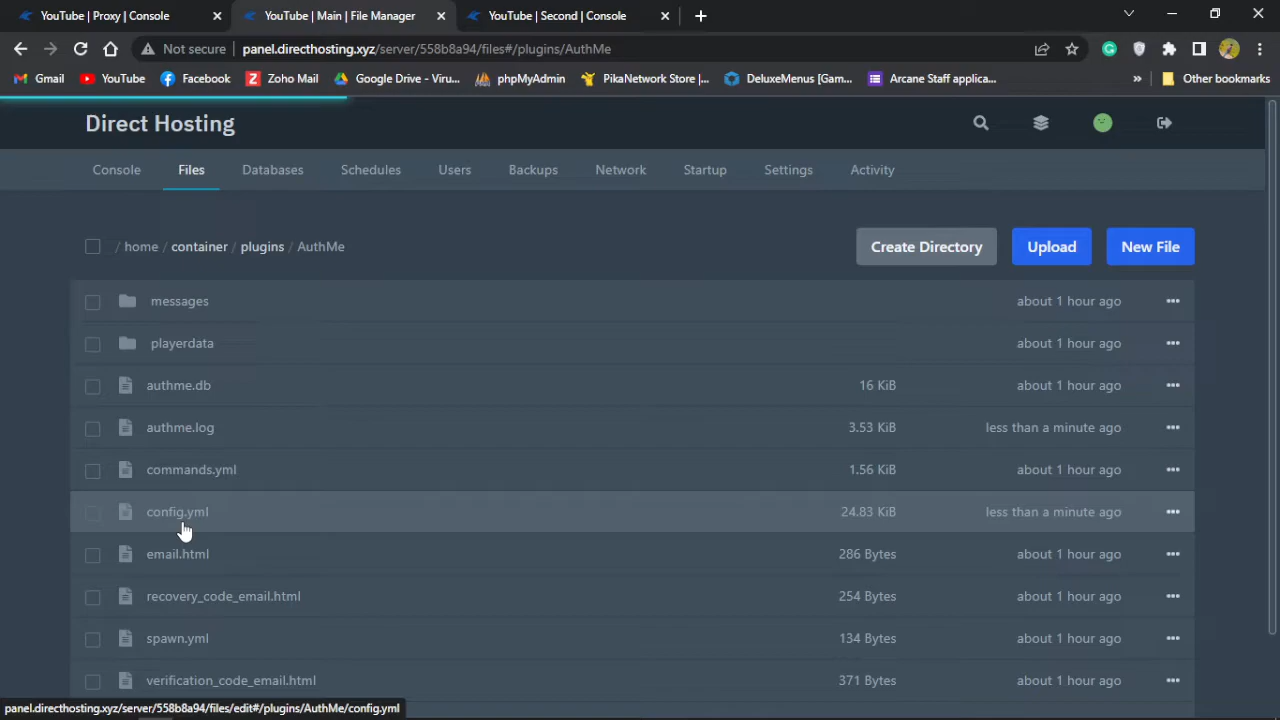 YouTube | Proxy | Console
YouTube | Main | File Manager
YouTube | Second | Console
Not secure
panel.directhosting.xyz/server/558b8a94/files#/plugins/AuthMe
Gmail
YouTube
Facebook
Zoho Mail
Google Drive - Viru...
phpMyAdmin
PikaNetwork Store |...
DeluxeMenus [Gam...
Arcane Staff applica...
»
Other bookmarks
Direct Hosting
Console
Files
Databases
Schedules
Users
Backups
Network
Startup
Settings
Activity
/ home / container / plugins / AuthMe
Create Directory
Upload
New File
messages about 1 hour ago
playerdata about 1 hour ago
authme.db 16 KiB about 1 hour ago
authme.log 3.53 KiB less than a minute ago
commands.yml 1.56 KiB about 1 hour ago
config.yml 24.83 KiB less than a minute ago
email.html 286 Bytes about 1 hour ago
recovery_code_email.html 254 Bytes about 1 hour ago
spawn.yml 134 Bytes about 1 hour ago
verification_code_email.html 371 Bytes about 1 hour ago
panel.directhosting.xyz/server/558b8a94/files/edit#/plugins/AuthMe/config.yml